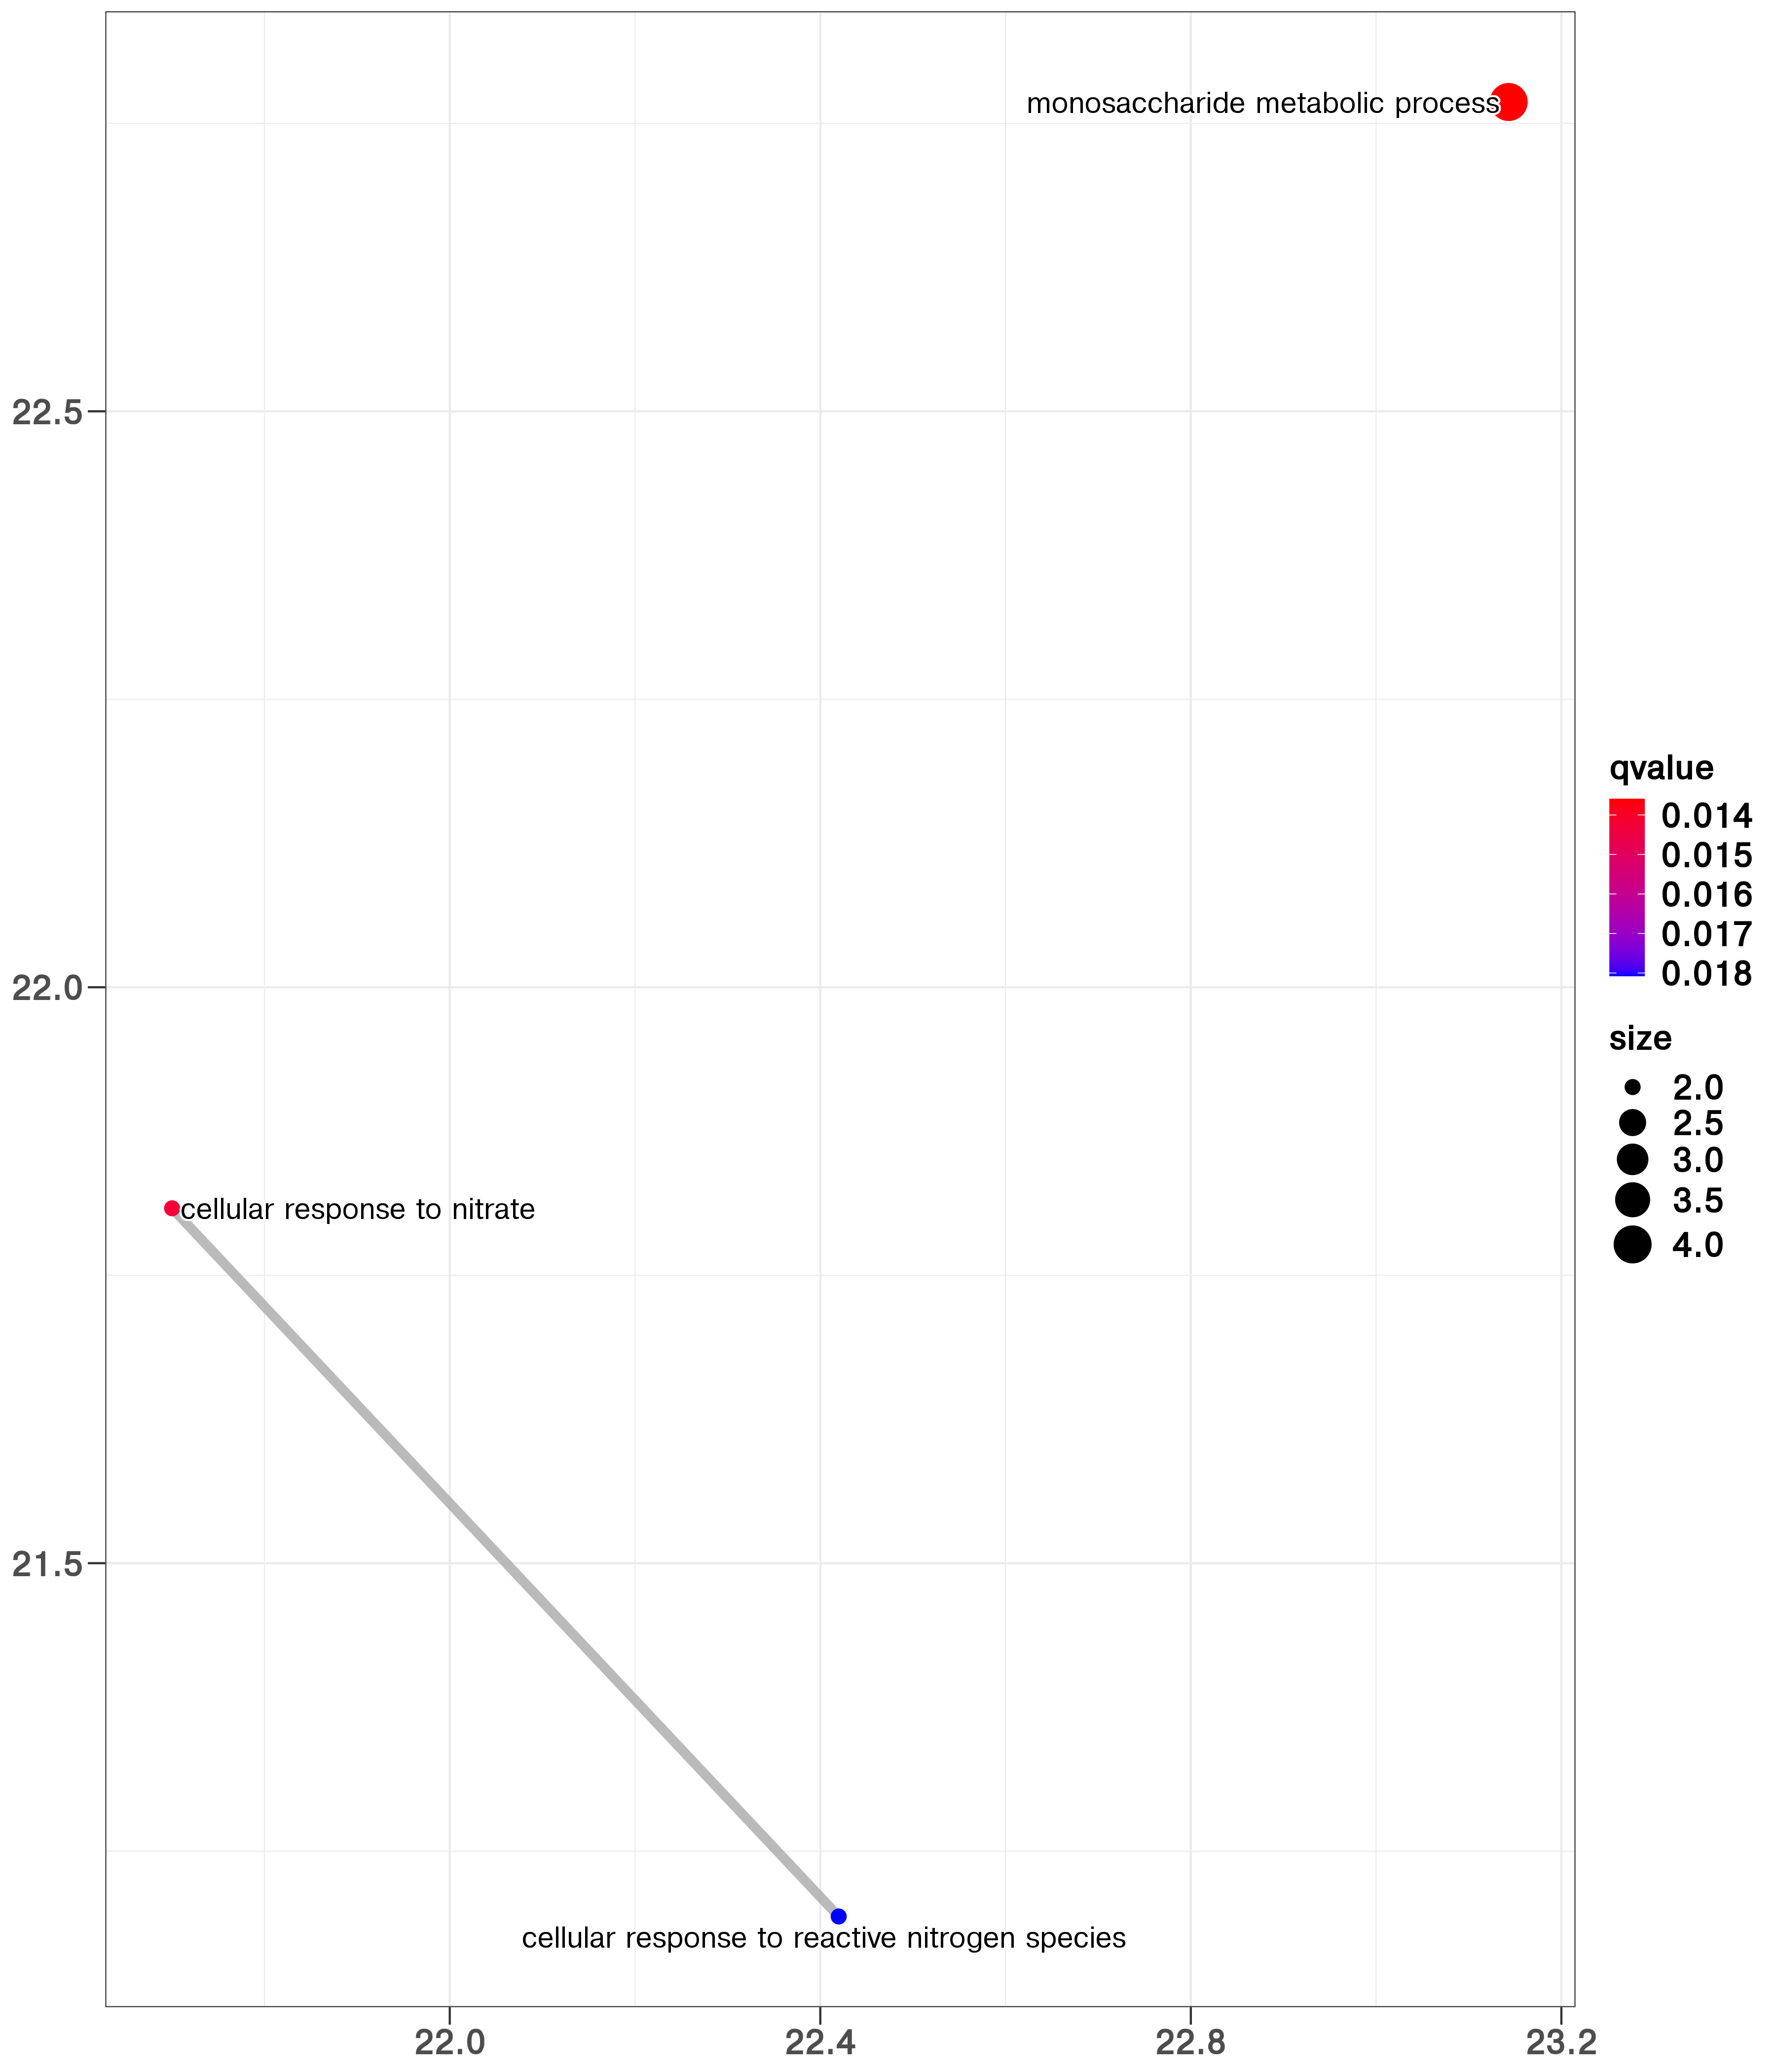 monosaccharide metabolic process
22.5
22.0
cellular response to nitrate
21.5
cellular response to reactive nitrogen species
22.0 22.4 22.8 23.2
qvalue
0.014
0.015
0.016
0.017
0.018
size
2.0
2.5
3.0
3.5
4.0